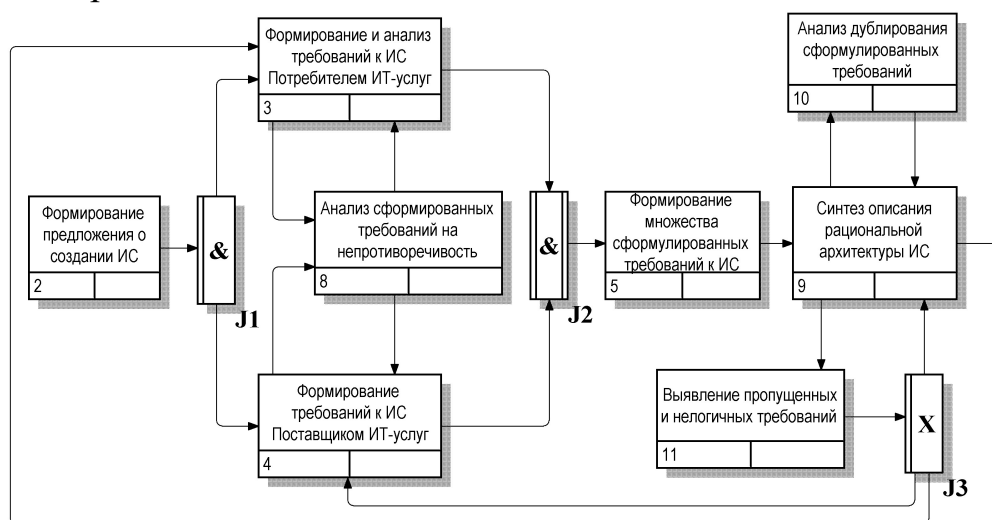 Формирование и анализ
требований к ИС
Потребителем ИТ-услуг
3
Анализ дублирования
сформулированных
требований
10
Формирование
предложения о
создании ИС
2
&
J1
Анализ сформированных
требований на
непротиворечивость
8
&
J2
Формирование
множества
сформулированных
требований к ИС
5
Синтез описания
рациональной
архитектуры ИС
9
Формирование
требований к ИС
Поставщиком ИТ-услуг
4
Выявление пропущенных
и нелогичных требований
11
X
J3